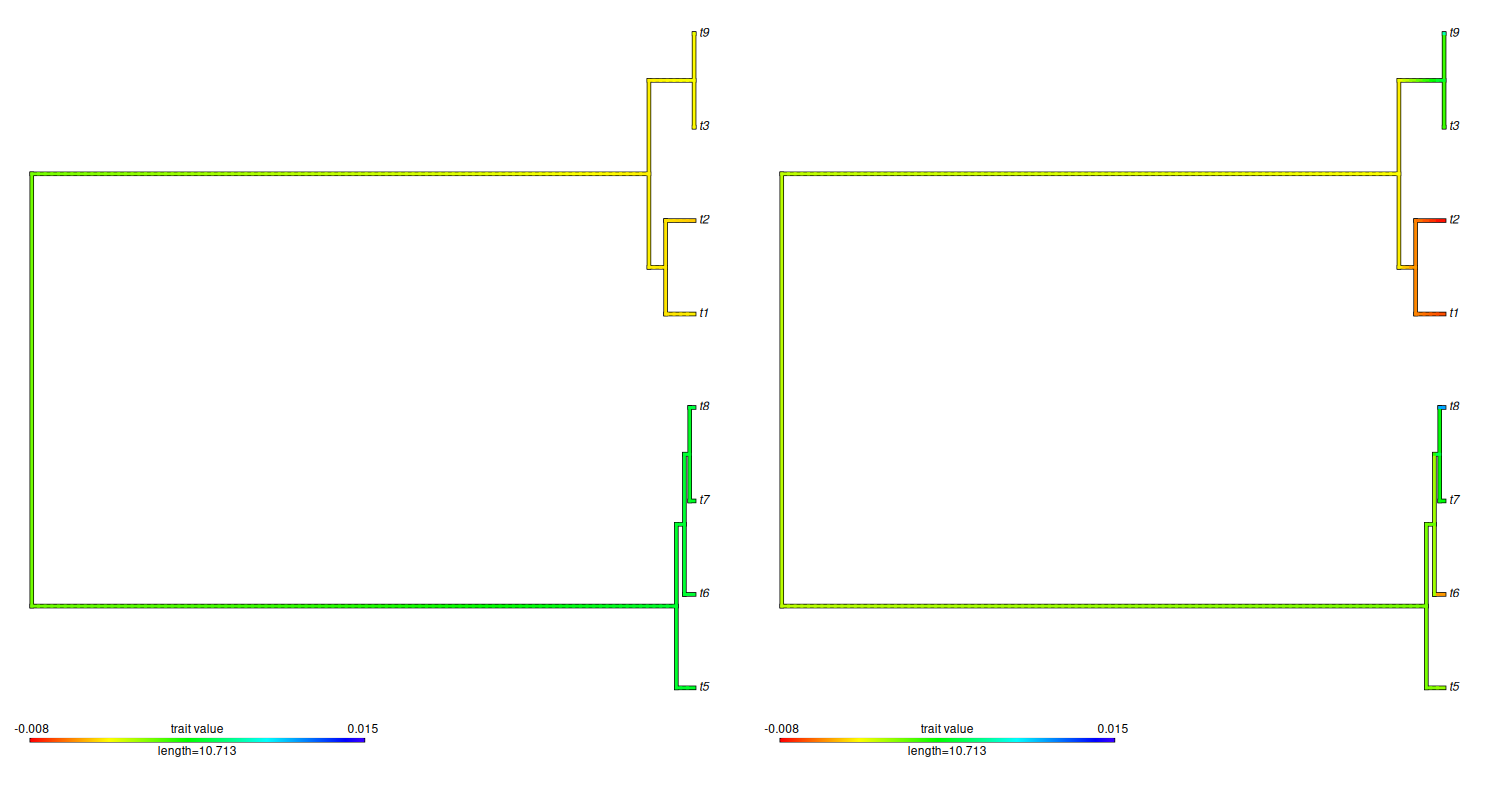 t9
t3
t2
t1
t8
t7
t6
t5
-0.008 trait value 0.015
length=10.713
t9
t3
t2
t1
t8
t7
t6
t5
-0.008 trait value 0.015
length=10.713